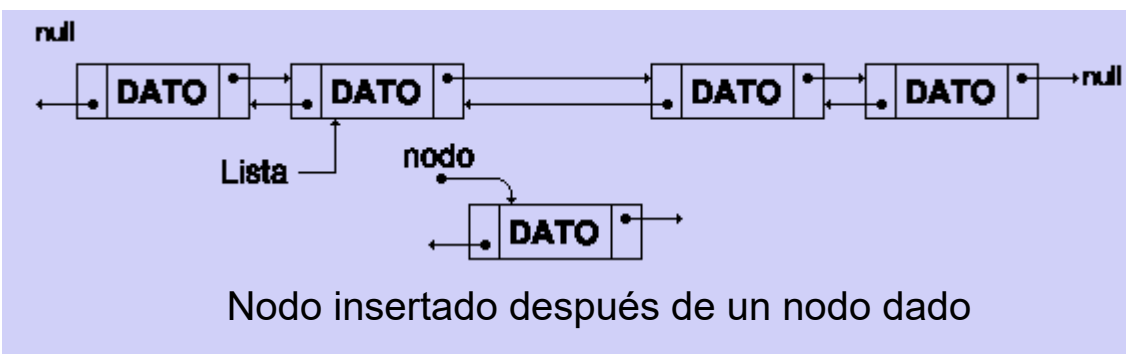 null
DATO DATO DATO DATO null
Lista nodo
DATO
Nodo insertado después de un nodo dado